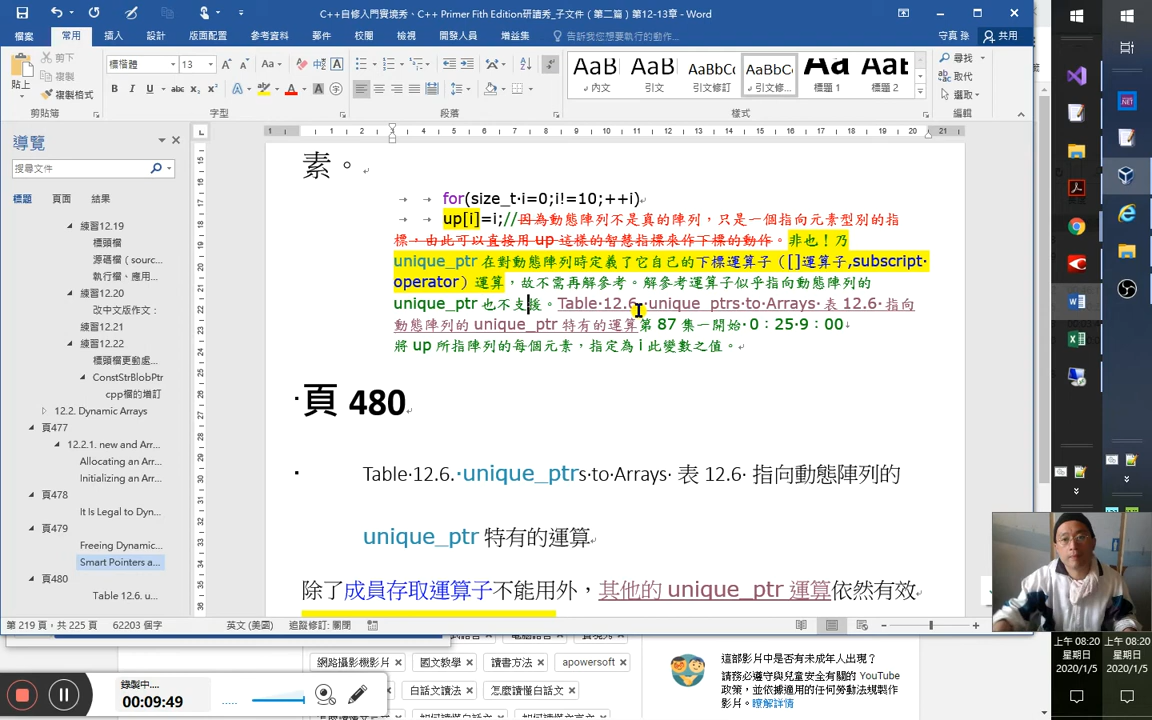 C++自修入門實境秀、C++ Primer Fith Edition研讀秀_子文件（第二篇）第12-13章 - Word
檔案 常用 插入 設計 版面配置 參考資料 郵件 校閱 檢視 開發人員 增益集 告訴我您想要執行的動作... 守真 孫 共用
貼上 剪下 複製 複製格式
標楷體 13
AaB AaB AaBbC AaBbC Aa AaB
內文 引文 引文修訂 引文修... 標題 1 標題 2
尋找 取代 選取
剪貼簿 字型 段落 樣式 編輯
導覽
搜尋文件
標題 頁面 結果
練習12.19
標頭檔
源碼檔 ( sourc...
執行檔、應用...
練習12.20
改中文版作...
練習12.21
練習12.22
標頭檔更動處...
ConstStrBlobPtr
cpp檔的增訂
12.2. Dynamic Arrays
頁477
12.2.1. new and Arr...
Allocating an Arr...
Initializing an Arr...
頁478
It Is Legal to Dyn...
頁479
Freeing Dynamic...
Smart Pointers a...
頁480
Table 12.6. u...
素。
for(size_t·i=0;i!=10;++i)
up[i]=i;//因為動態陣列不是真的陣列，只是一個指向元素型別的指
標，由此可以直接用 up 這樣的智慧指標來作下標的動作。非也！乃
unique_ptr 在對動態陣列時定義了它自己的下標運算子（[]運算子,subscript·
operator）運算，故不需再解參考。解參考運算子似乎指向動態陣列的
unique_ptr 也不支援。Table·12.6.·unique_ptrs·to·Arrays·表 12.6·指向
動態陣列的 unique_ptr 特有的運算第 87 集一開始·0：25·9：00
將 up 所指陣列的每個元素，指定為 i 此變數之值。
頁 480
Table·12.6.·unique_ptrs·to·Arrays· 表 12.6· 指向動態陣列的
unique_ptr 特有的運算
除了成員存取運算子不能用外，其他的 unique_ptr 運算依然有效
第 219 頁，共 225 頁 62203 個字 英文 (美國) 追蹤修訂: 關閉
網路攝影機影片 國文教學 讀書方法 apowersoft
白話文讀法 怎麼讀懂白話文
這部影片中是否有未成年人出現？
請務必遵守與兒童安全有關的 YouTube
政策，並依據適用的任何勞動法規製作
影片。瞭解詳情
錄製中...
00:09:49
上午 08:20
星期日
2020/1/5
上午 08:20
星期日
2020/1/5